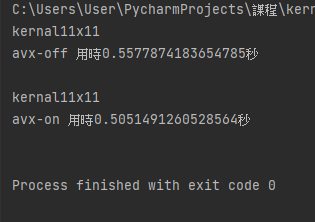 C:\Users\User\PycharmProjects\課程\ker
kernal11x11
avx-off 用時0.5577874183654785秒
kernal11x11
avx-on 用時0.5051491260528564秒
Process finished with exit code 0